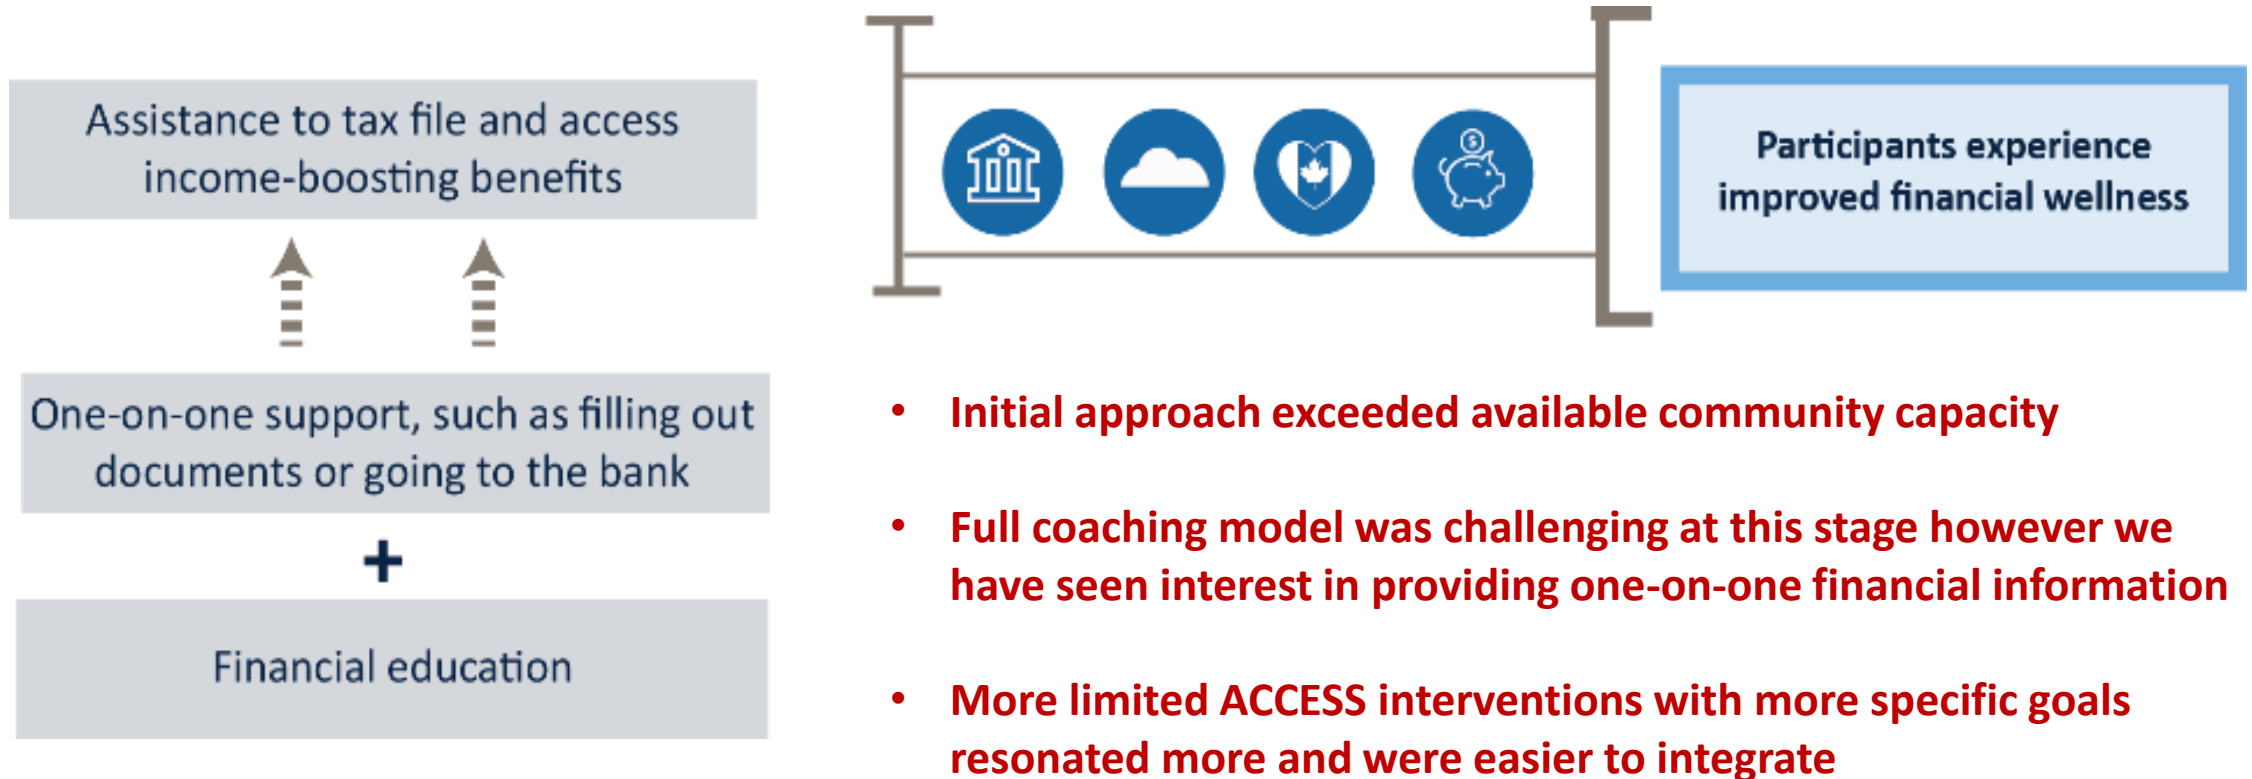 Assistance to tax file and access
income-boosting benefits
One-on-one support, such as filling out
documents or going to the bank
+
Financial education
$
Participants experience
improved financial wellness
• Initial approach exceeded available community capacity
• Full coaching model was challenging at this stage however we
have seen interest in providing one-on-one financial information
• More limited ACCESS interventions with more specific goals
resonated more and were easier to integrate